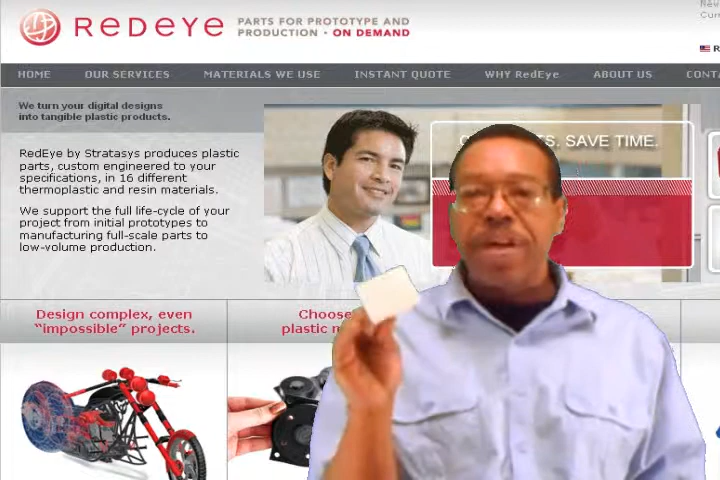 REDEYE
PARTS FOR PROTOTYPE AND
PRODUCTION • ON DEMAND
HOME OUR SERVICES MATERIALS WE USE INSTANT QUOTE WHY RedEye ABOUT US
We turn your digital designs
into tangible plastic products.
RedEye by Stratasys produces plastic
parts, custom engineered to your
specifications, in 16 different
thermoplastic and resin materials.
We support the full life-cycle of your
project from initial prototypes to
manufacturing full-scale parts to
low-volume production.
SAVE TIME.
Design complex, even
“impossible” projects.
Choose
plastic